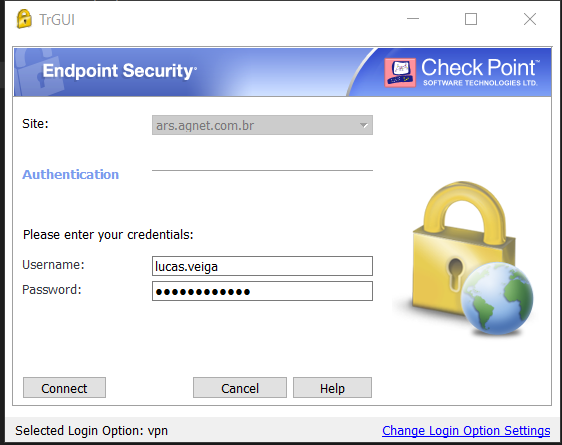 TrGUI
Endpoint Security
Check Point™
SOFTWARE TECHNOLOGIES LTD.
Site:
ars.aqnet.com.br
Authentication
Please enter your credentials:
Username:
lucas.veiga
Password:
●●●●●●●●●●●●
Connect
Cancel
Help
Selected Login Option: vpn
Change Login Option Settings